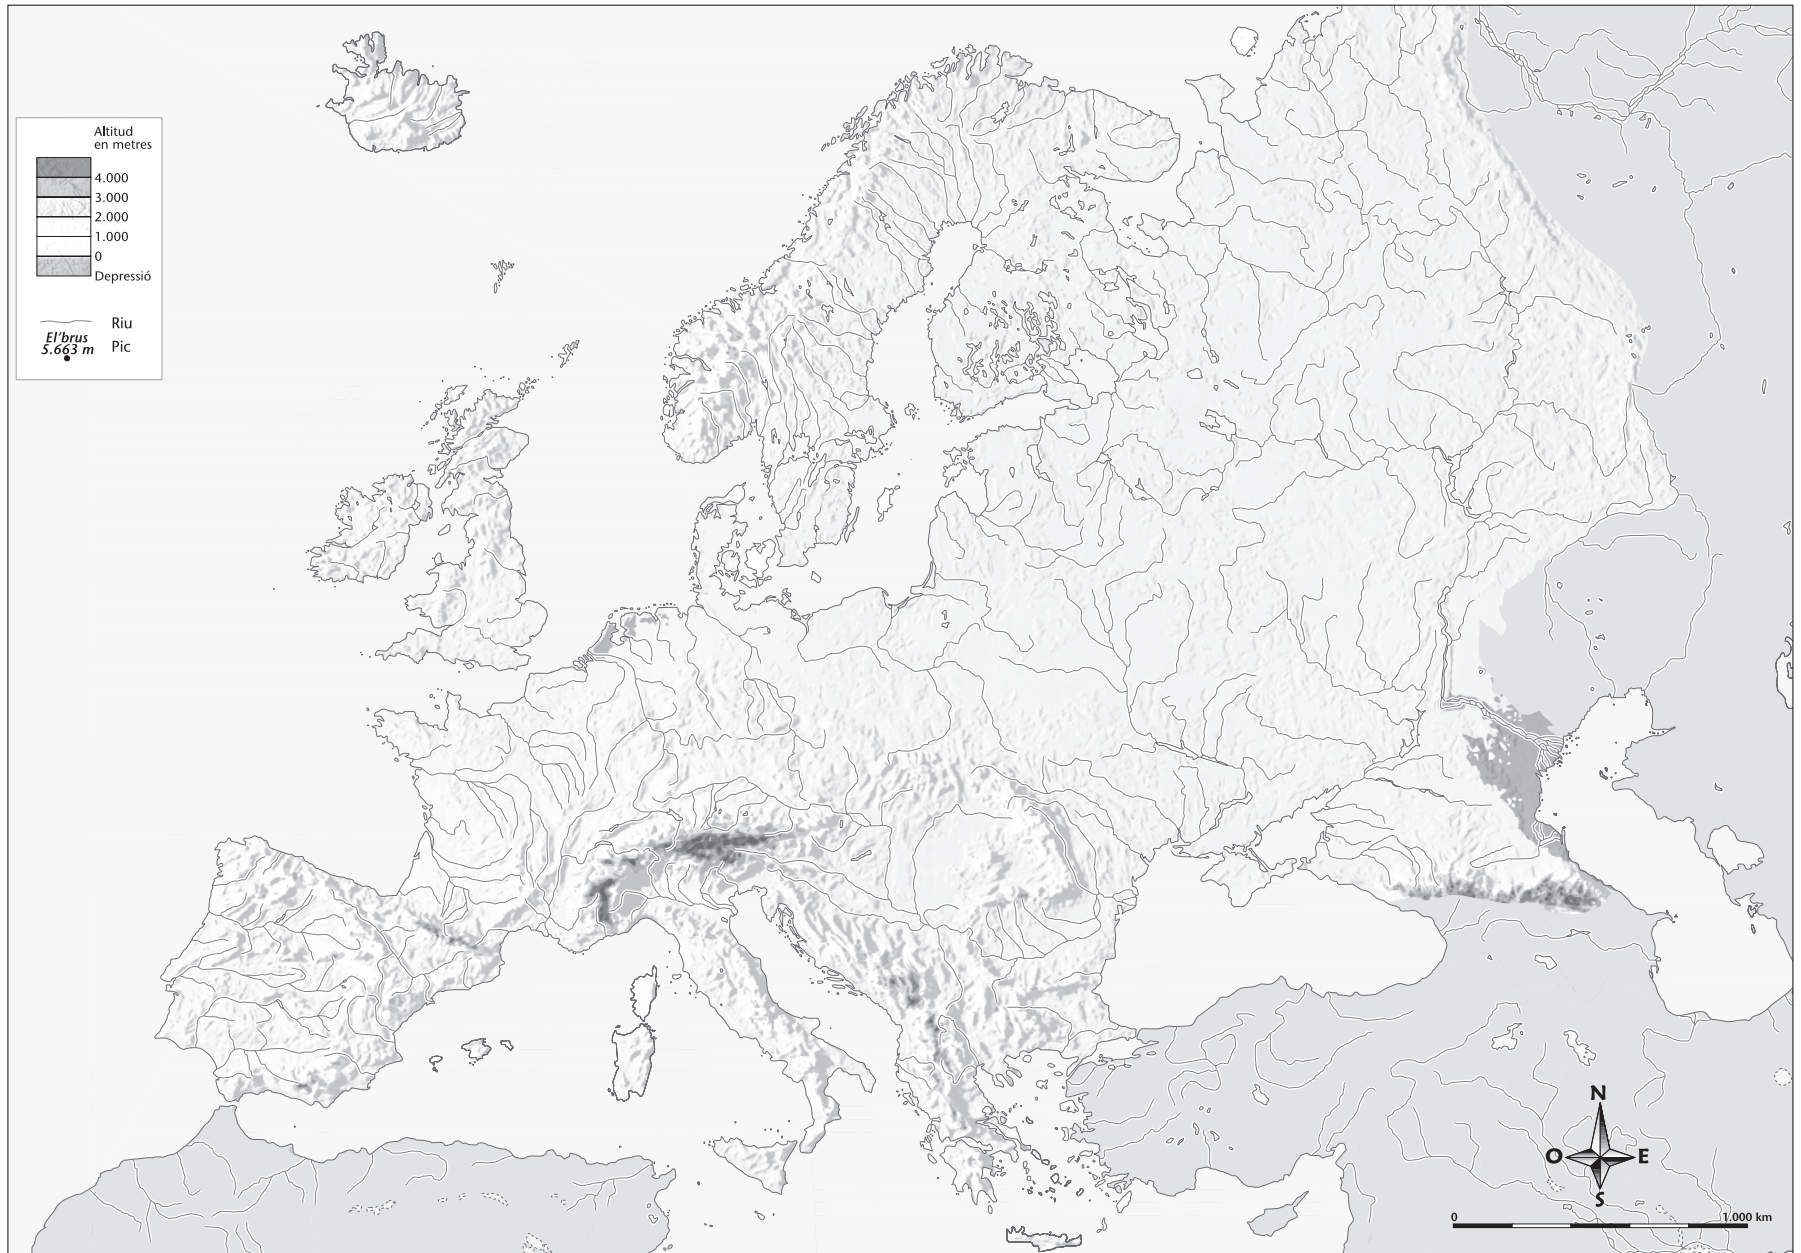 Altitud
en metres
4.000
3.000
2.000
1.000
0
Depressió
Riu
El'brus
5.663 m
Pic
N
O
E
S
0
1.000 km